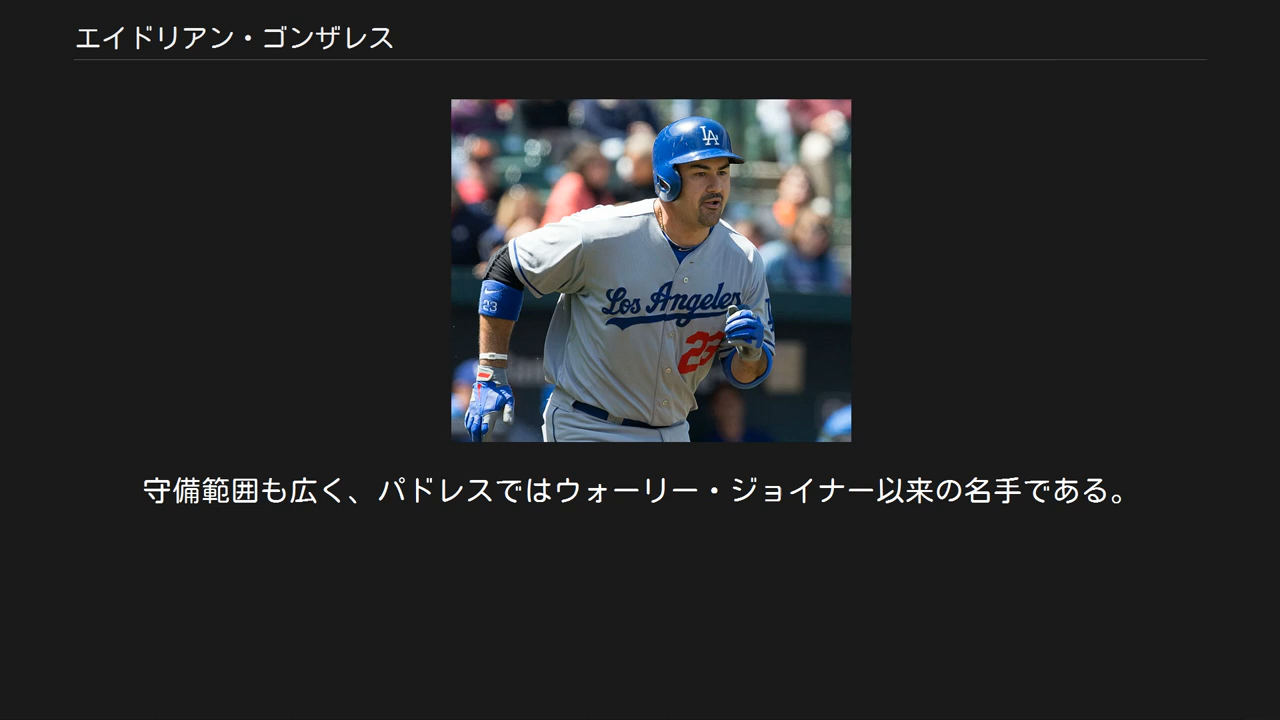 エイドリアン・ゴンザレス
LA
23
Los Angeles
23
守備範囲も広く、パドレスではウォーリー・ジョイナー以来の名手である。